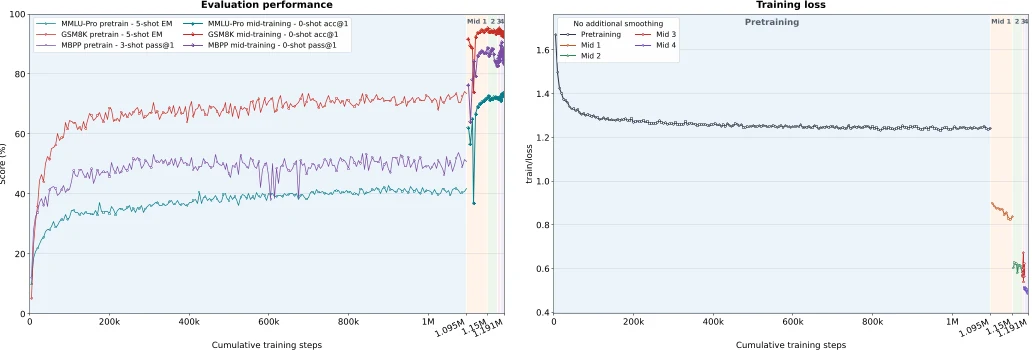 Evaluation performance
MMLU-Pro pretrain - 5-shot EM
GSM8K pretrain - 5-shot EM
MBPP pretrain - 3-shot pass@1
MMLU-Pro mid-training - 0-shot acc@1
GSM8K mid-training - 0-shot acc@1
MBPP mid-training - 0-shot pass@1
Mid 1 2 3 4
100
80
60
40
20
0
Score (%)
0 200k 400k 600k 800k 1M 1.095M 1.15M 1.191M
Cumulative training steps
Training loss
No additional smoothing
Pretraining
Mid 1
Mid 2
Mid 3
Mid 4
Pretraining
Mid 1 2 3 4
1.6
1.4
1.2
1.0
0.8
0.6
0.4
train/loss
0 200k 400k 600k 800k 1M 1.095M 1.15M 1.191M
Cumulative training steps